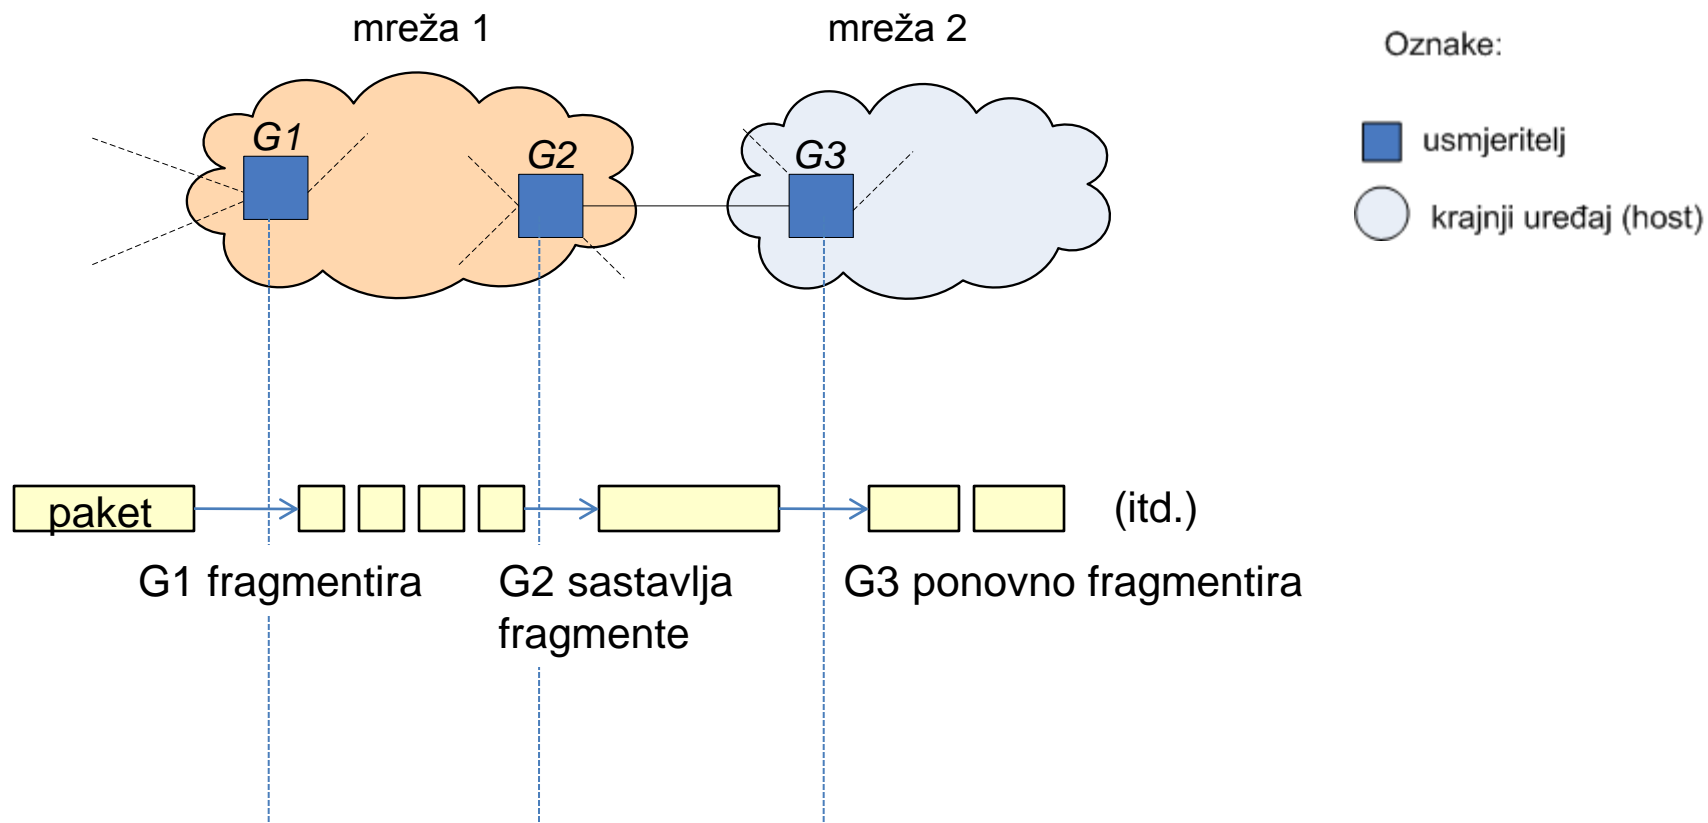 mreža 1
mreža 2
Oznake:
G1
G2
G3
usmjeritelj
krajnji uređaj (host)
paket
(itd.)
G1 fragmentira
G2 sastavlja
fragmente
G3 ponovno fragmentira